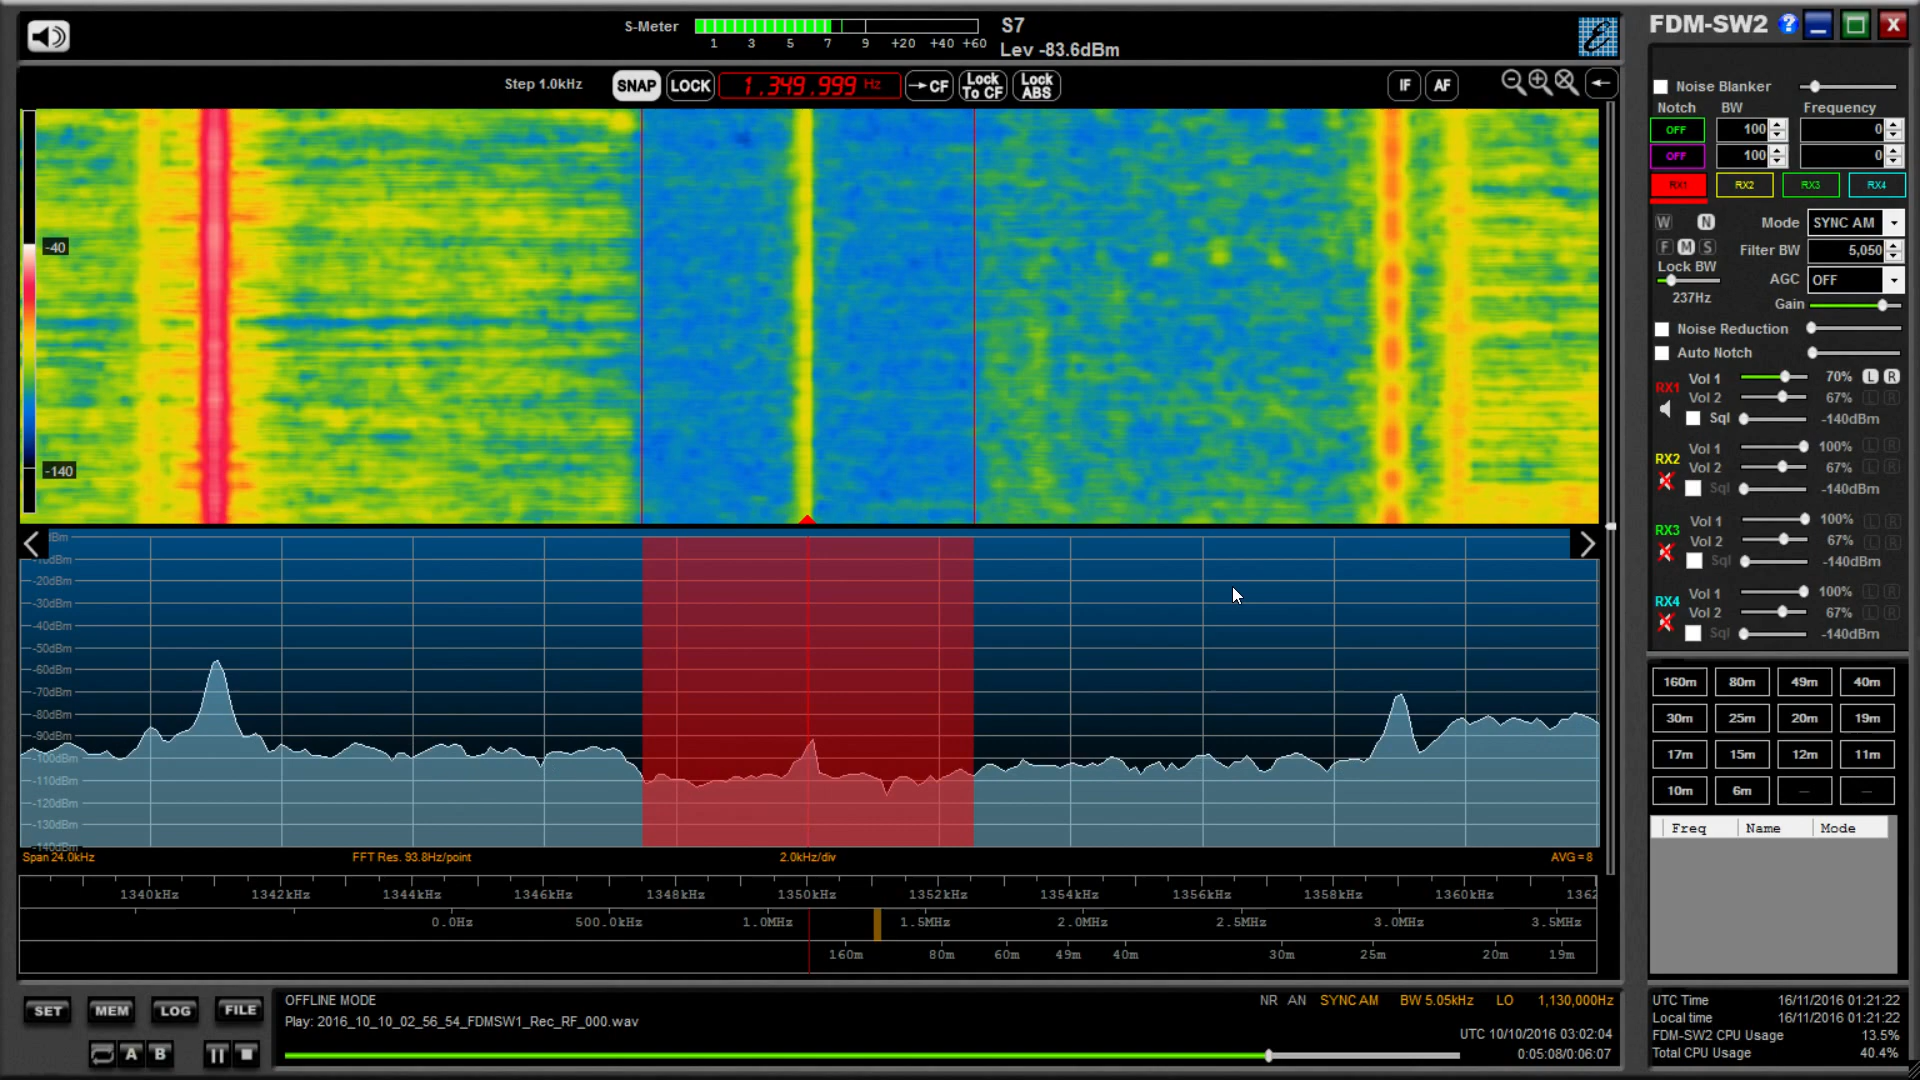 S-Meter
1 3 5 7 9 +20 +40 +60
S7
Lev -83.6dBm
FDM-SW2 ? X
Step 1.0kHz SNAP LOCK 1.349.999 Hz →CF Lock To CF Lock ABS IF AF
-40
-140
-10dBm
-20dBm
-30dBm
-40dBm
-50dBm
-60dBm
-70dBm
-80dBm
-90dBm
-100dBm
-110dBm
-120dBm
-130dBm
-140dBm
Span 24.0kHz FFT Res. 93.8Hz/point 2.0kHz/div AVG=8
1340kHz 1342kHz 1344kHz 1346kHz 1348kHz 1350kHz 1352kHz 1354kHz 1356kHz 1358kHz 1360kHz 1362
0.0Hz 500.0kHz 1.0MHz 1.5MHz 2.0MHz 2.5MHz 3.0MHz 3.5MHz
160m 80m 60m 49m 40m 30m 25m 20m 19m
SET MEM LOG FILE
A B
OFFLINE MODE
Play: 2016_10_10_02_56_54_FDMSW1_Rec_RF_000.wav
NR AN SYNC AM BW 5.05kHz LO 1,130,000Hz
UTC 10/10/2016 03:02:04
0:05:08/0:06:07
Noise Blanker
Notch BW Frequency
OFF 100 0
OFF 100 0
RX1 RX2 RX3 RX4
W N Mode SYNC AM
F M S Filter BW 5,050
Lock BW AGC OFF
237Hz Gain
Noise Reduction
Auto Notch
RX1 Vol 1 70% L R
Vol 2 67% L R
Sql -140dBm
RX2 Vol 1 100% L R
Vol 2 67% L R
Sql -140dBm
RX3 Vol 1 100% L R
Vol 2 67% L R
Sql -140dBm
RX4 Vol 1 100% L R
Vol 2 67% L R
Sql -140dBm
160m 80m 49m 40m
30m 25m 20m 19m
17m 15m 12m 11m
10m 6m — —
Freq Name Mode
UTC Time 16/11/2016 01:21:22
Local time 16/11/2016 01:21:22
FDM-SW2 CPU Usage 13.5%
Total CPU Usage 40.4%